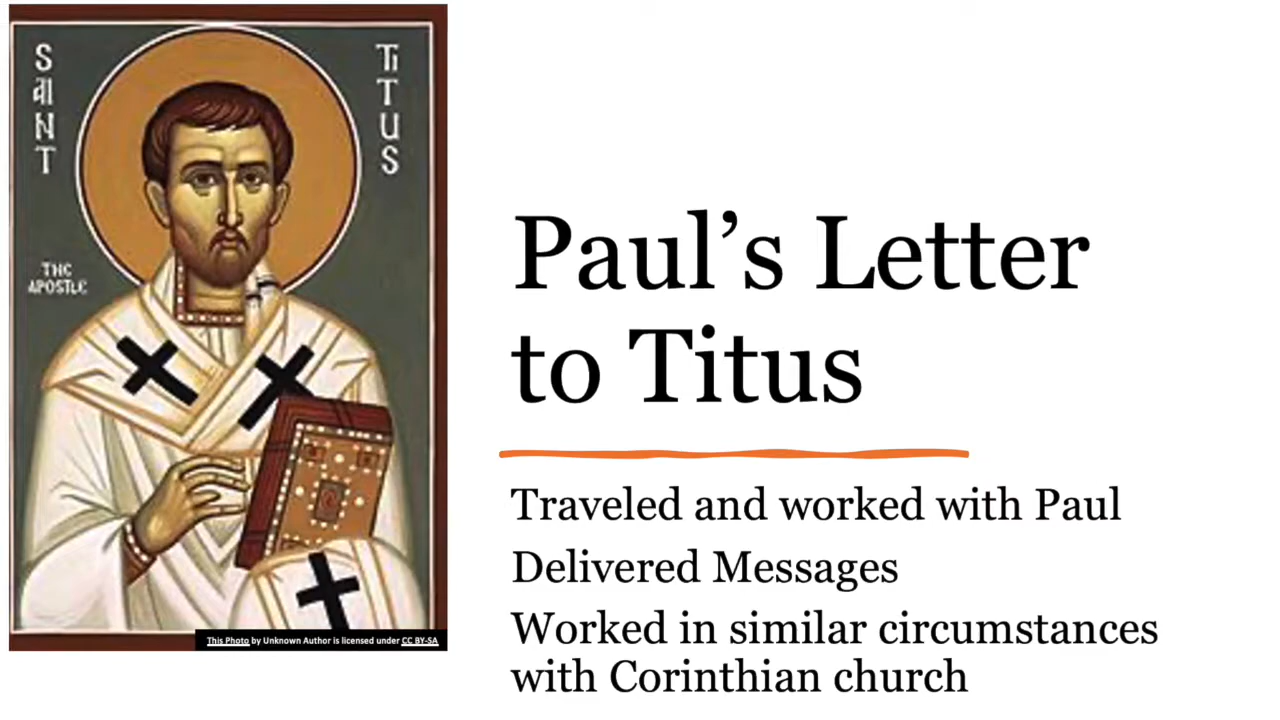 SAINT
TiTUS
THE
APOSTLE
Paul’s Letter
to Titus
Traveled and worked with Paul
Delivered Messages
Worked in similar circumstances
with Corinthian church
This Photo by Unknown Author is licensed under CC BY-SA